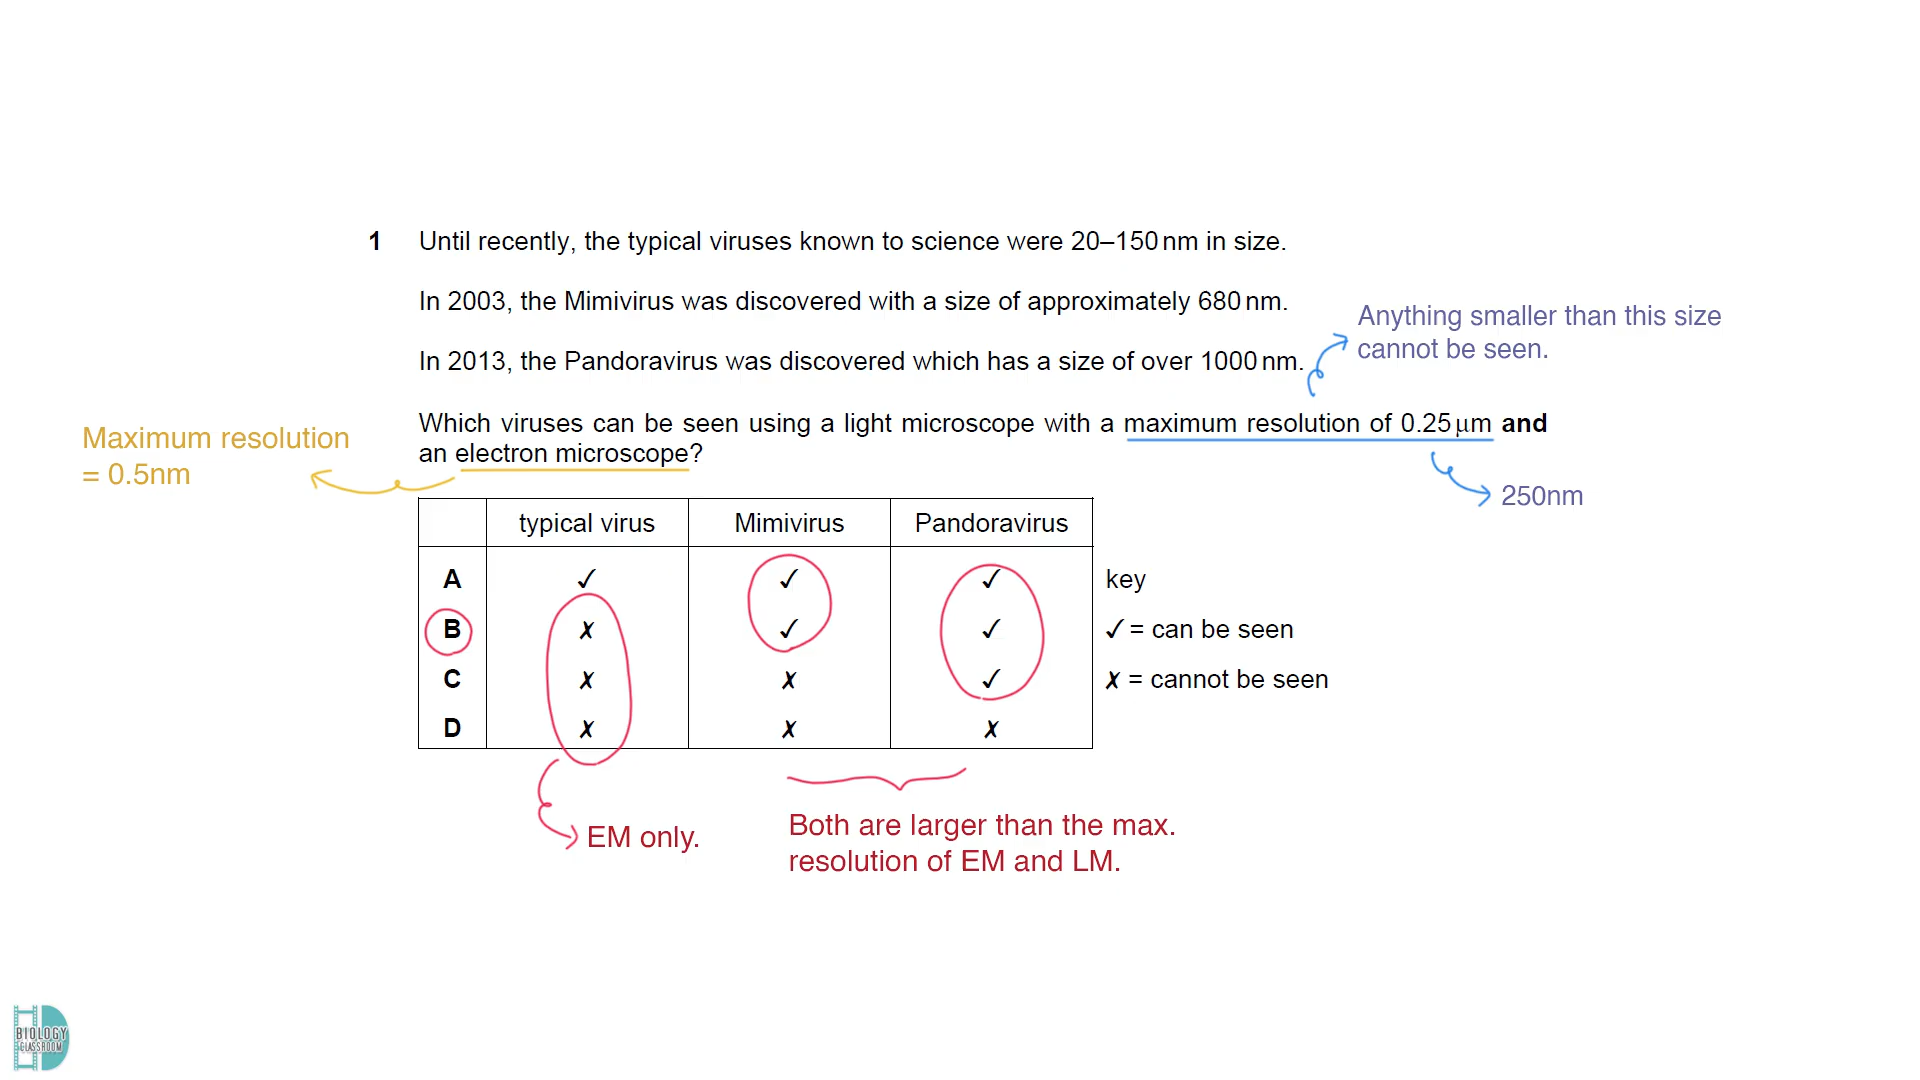 1 Until recently, the typical viruses known to science were 20–150 nm in size.
In 2003, the Mimivirus was discovered with a size of approximately 680 nm.
Anything smaller than this size
cannot be seen.
In 2013, the Pandoravirus was discovered which has a size of over 1000 nm.
Which viruses can be seen using a light microscope with a maximum resolution of 0.25 μm and
an electron microscope?
Maximum resolution
= 0.5nm
250nm
typical virus Mimivirus Pandoravirus
A ✓ ✓ ✓ key
B ✗ ✓ ✓ ✓ = can be seen
C ✗ ✗ ✓ ✗ = cannot be seen
D ✗ ✗ ✗
EM only.
Both are larger than the max.
resolution of EM and LM.
BIOLOGY
CLASSROOM